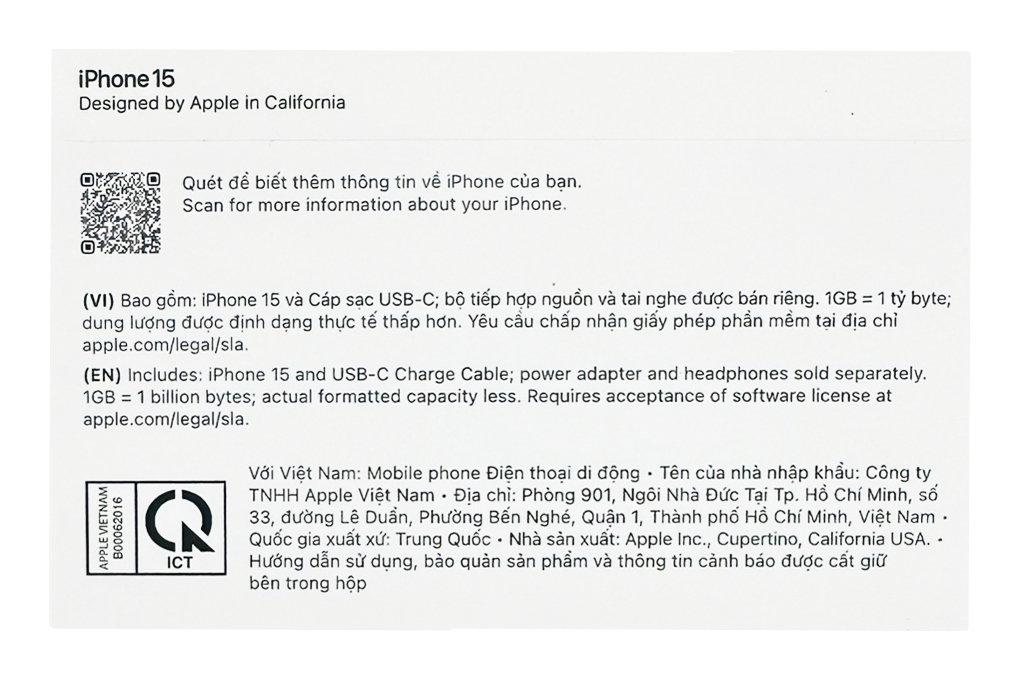 iPhone 15
Designed by Apple in California
Quét để biết thêm thông tin về iPhone của bạn.
Scan for more information about your iPhone.
(VI) Bao gồm: iPhone 15 và Cáp sạc USB-C; bộ tiếp hợp nguồn và tai nghe được bán riêng. 1GB = 1 tỷ byte;
dung lượng được định dạng thực tế thấp hơn. Yêu cầu chấp nhận giấy phép phần mềm tại địa chỉ
apple.com/legal/sla.
(EN) Includes: iPhone 15 and USB-C Charge Cable; power adapter and headphones sold separately.
1GB = 1 billion bytes; actual formatted capacity less. Requires acceptance of software license at
apple.com/legal/sla.
APPLE VIETNAM
B00062016
ICT
Với Việt Nam: Mobile phone Điện thoại di động • Tên của nhà nhập khẩu: Công ty
TNHH Apple Việt Nam • Địa chỉ: Phòng 901, Ngôi Nhà Đức Tại Tp. Hồ Chí Minh, số
33, đường Lê Duẩn, Phường Bến Nghé, Quận 1, Thành phố Hồ Chí Minh, Việt Nam •
Quốc gia xuất xứ: Trung Quốc • Nhà sản xuất: Apple Inc., Cupertino, California USA. •
Hướng dẫn sử dụng, bảo quản sản phẩm và thông tin cảnh báo được cất giữ
bên trong hộp